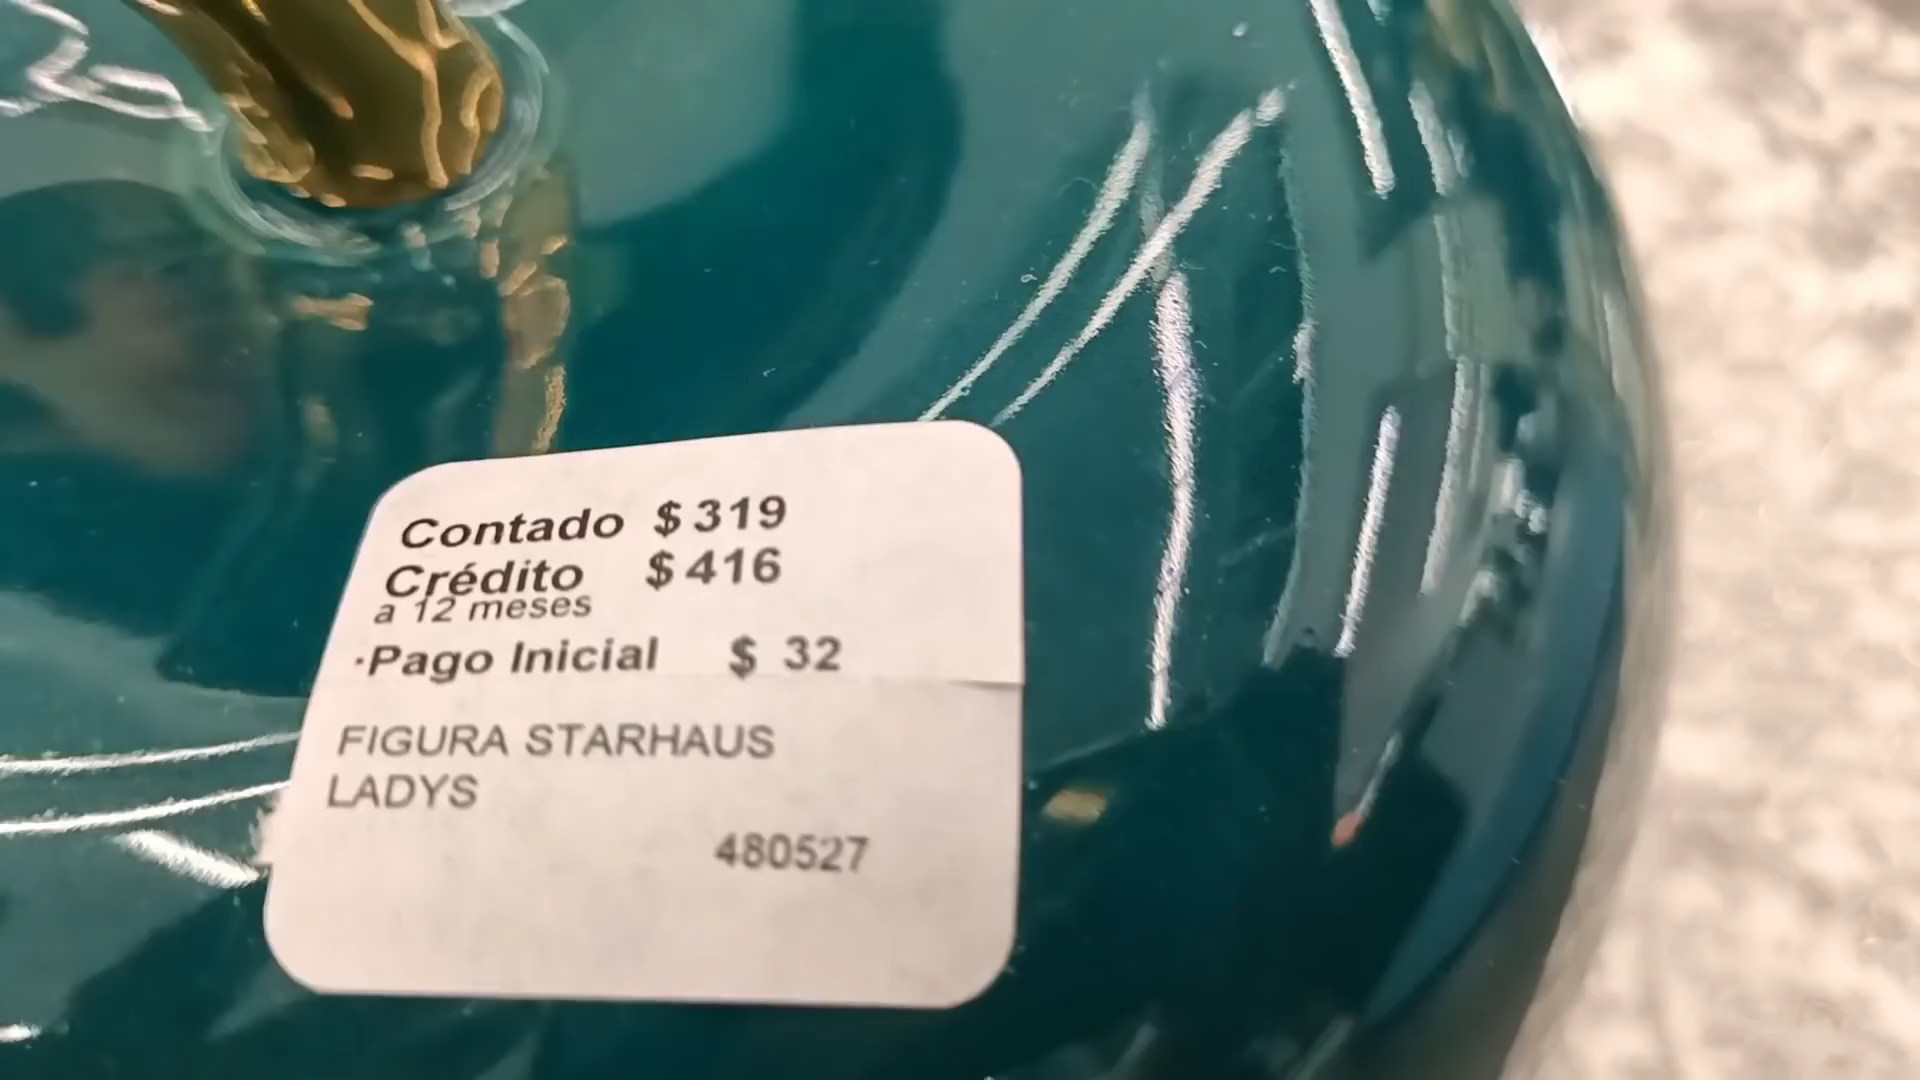 Contado $319
Crédito $416
a 12 meses
·Pago Inicial $ 32
FIGURA STARHAUS
LADYS
480527